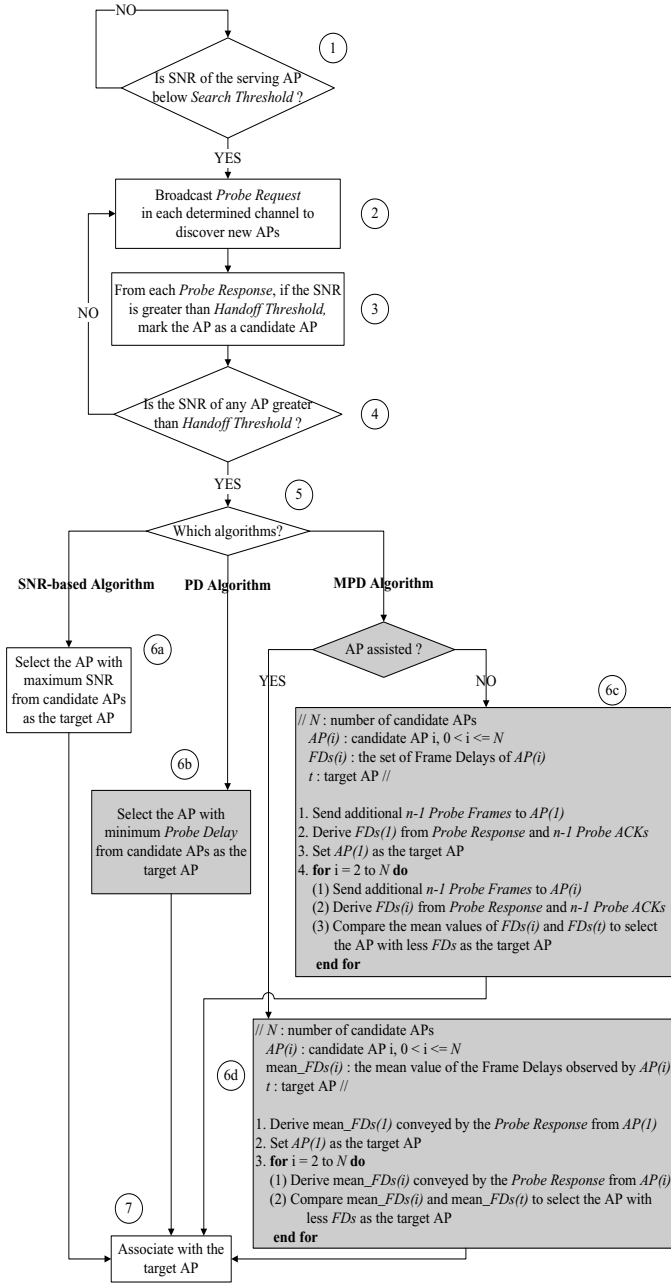 NO
1
Is SNR of the serving AP
below Search Threshold ?
YES
Broadcast Probe Request
in each determined channel to
discover new APs
2
From each Probe Response, if the SNR
is greater than Handoff Threshold,
mark the AP as a candidate AP
3
NO
Is the SNR of any AP greater
than Handoff Threshold ?
4
YES
5
Which algorithms?
SNR-based Algorithm
PD Algorithm
MPD Algorithm
6a
Select the AP with
maximum SNR
from candidate APs
as the target AP
AP assisted ?
YES
NO
6c
// N : number of candidate APs
AP(i) : candidate AP i, 0 < i <= N
FDs(i) : the set of Frame Delays of AP(i)
t : target AP //
1. Send additional n-1 Probe Frames to AP(1)
2. Derive FDs(1) from Probe Response and n-1 Probe ACKs
3. Set AP(1) as the target AP
4. for i = 2 to N do
(1) Send additional n-1 Probe Frames to AP(i)
(2) Derive FDs(i) from Probe Response and n-1 Probe ACKs
(3) Compare the mean values of FDs(i) and FDs(t) to select
the AP with less FDs as the target AP
end for
6b
Select the AP with
minimum Probe Delay
from candidate APs as the
target AP
6d
// N : number of candidate APs
AP(i) : candidate AP i, 0 < i <= N
mean_FDs(i) : the mean value of the Frame Delays observed by AP(i)
t : target AP //
1. Derive mean_FDs(1) conveyed by the Probe Response from AP(1)
2. Set AP(1) as the target AP
3. for i = 2 to N do
(1) Derive mean_FDs(i) conveyed by the Probe Response from AP(i)
(2) Compare mean_FDs(i) and mean_FDs(t) to select the AP with
less FDs as the target AP
end for
7
Associate with the
target AP